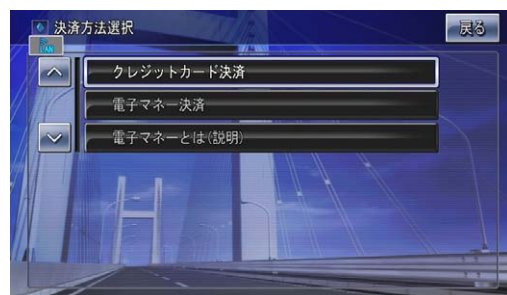 決済方法選択
戻る
LAN
クレジットカード決済
電子マネー決済
電子マネーとは(説明)